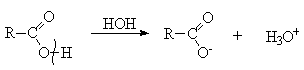 O HOH O
R-C R-C + H₃O⁺
O-H O⁻